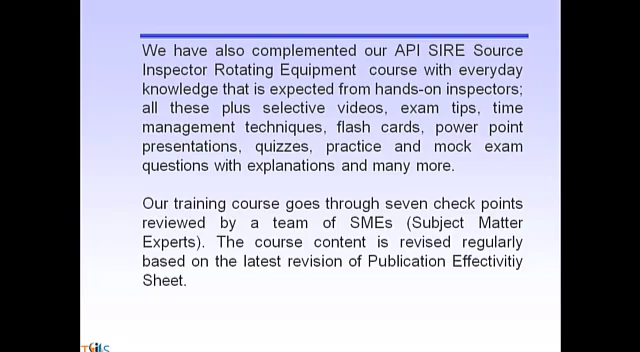 We have also complemented our API SIRE Source
Inspector Rotating Equipment course with everyday
knowledge that is expected from hands-on inspectors;
all these plus selective videos, exam tips, time
management techniques, flash cards, power point
presentations, quizzes, practice and mock exam
questions with explanations and many more.
Our training course goes through seven check points
reviewed by a team of SMEs (Subject Matter
Experts). The course content is revised regularly
based on the latest revision of Publication Effectivitiy
Sheet.